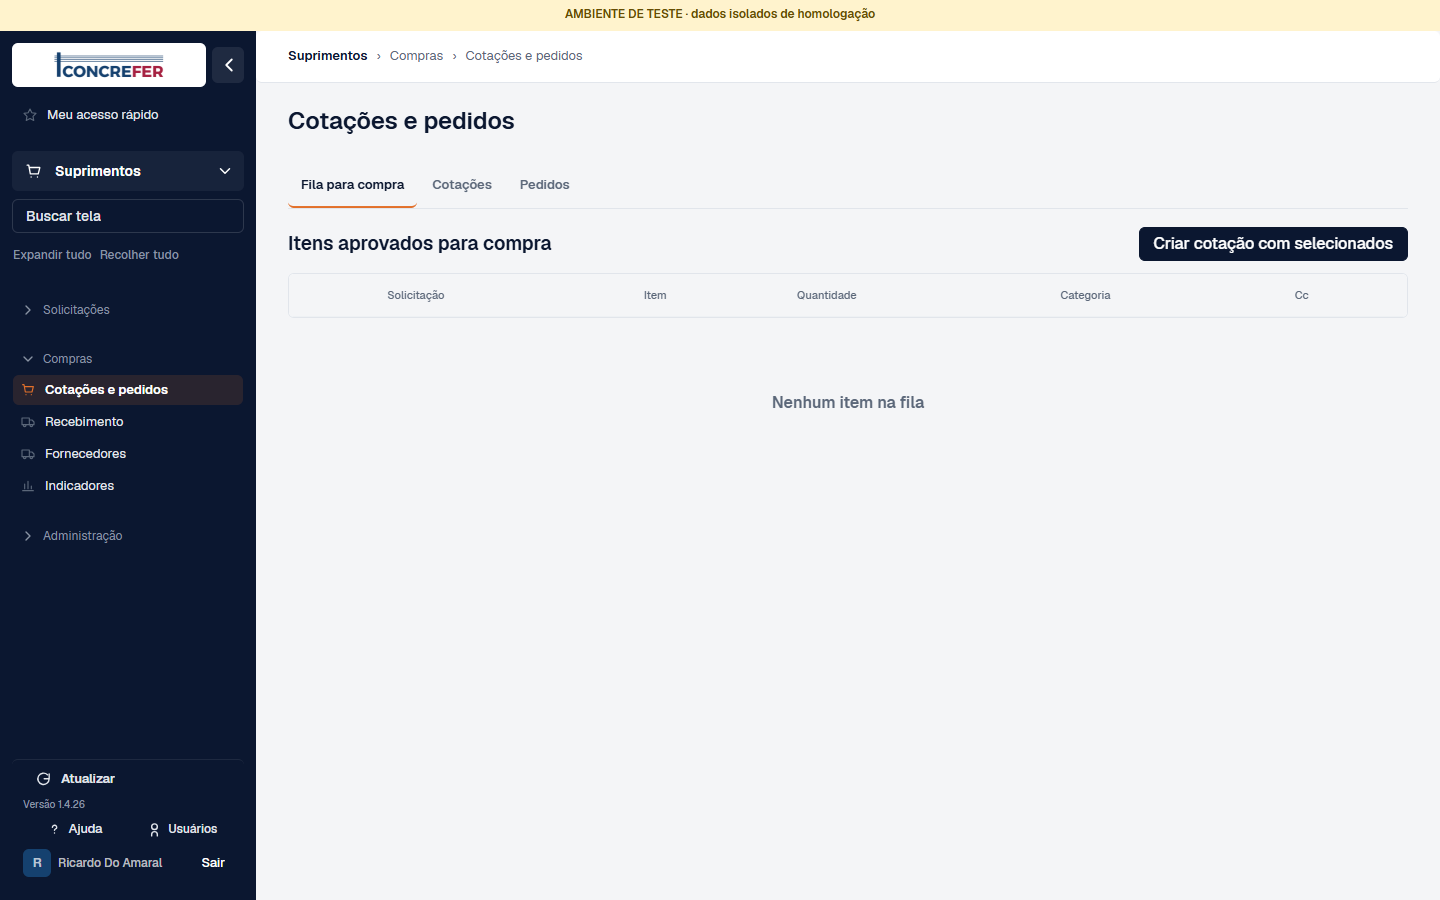 AMBIENTE DE TESTE · dados isolados de homologação
CONCREFER
Meu acesso rápido
Suprimentos
Buscar tela
Expandir tudo Recolher tudo
Solicitações
Compras
Cotações e pedidos
Recebimento
Fornecedores
Indicadores
Administração
Atualizar
Versão 1.4.26
? Ajuda Usuários
R Ricardo Do Amaral Sair
Suprimentos › Compras › Cotações e pedidos
Cotações e pedidos
Fila para compra Cotações Pedidos
Itens aprovados para compra Criar cotação com selecionados
Solicitação Item Quantidade Categoria Cc
Nenhum item na fila